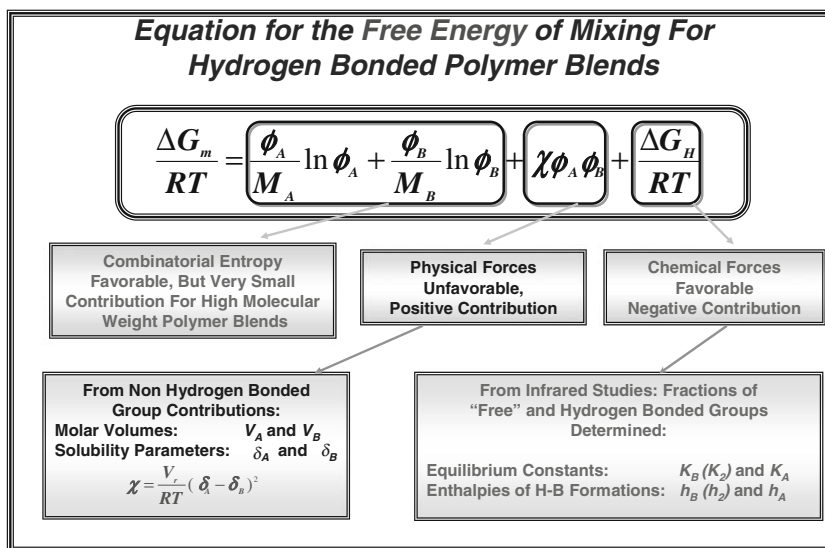 Equation for the Free Energy of Mixing For
Hydrogen Bonded Polymer Blends
ΔG_m/RT = ϕ_A/M_A ln ϕ_A + ϕ_B/M_B ln ϕ_B + χϕ_Aϕ_B + ΔG_H/RT
Combinatorial Entropy
Favorable, But Very Small
Contribution For High Molecular
Weight Polymer Blends
Physical Forces
Unfavorable,
Positive Contribution
Chemical Forces
Favorable
Negative Contribution
From Non Hydrogen Bonded
Group Contributions:
Molar Volumes: V_A and V_B
Solubility Parameters: δ_A and δ_B
χ = V_r/RT (δ_A − δ_B)^2
From Infrared Studies: Fractions of
“Free” and Hydrogen Bonded Groups
Determined:
Equilibrium Constants: K_B (K_2) and K_A
Enthalpies of H-B Formations: h_B (h_2) and h_A